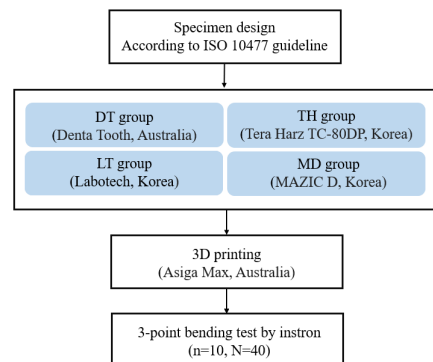 Specimen design
According to ISO 10477 guideline
DT group
(Denta Tooth, Australia)
TH group
(Tera Harz TC-80DP, Korea)
LT group
(Labotech, Korea)
MD group
(MAZIC D, Korea)
3D printing
(Asiga Max, Australia)
3-point bending test by instron
(n=10, N=40)